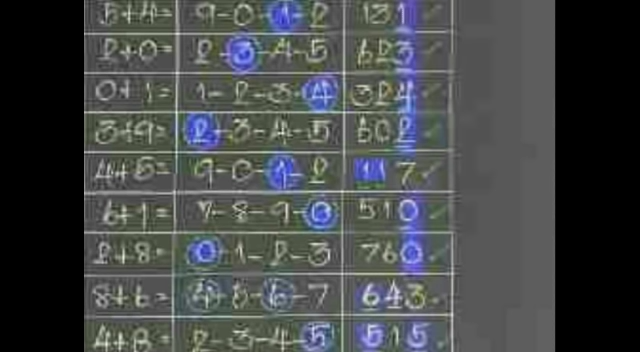 5+4= 9-0-1-2 131 ✓
2+0= 2-3-4-5 623 ✓
0+1= 1-2-3-4 324 ✓
3+9= 2-3-4-5 602 ✓
4+5= 9-0-1-2 117 ✓
6+1= 7-8-9-0 510 ✓
2+8= 0-1-2-3 760 ✓
8+6= 4-5-6-7 643 ✓
4+8= 2-3-4-5 515 ✓